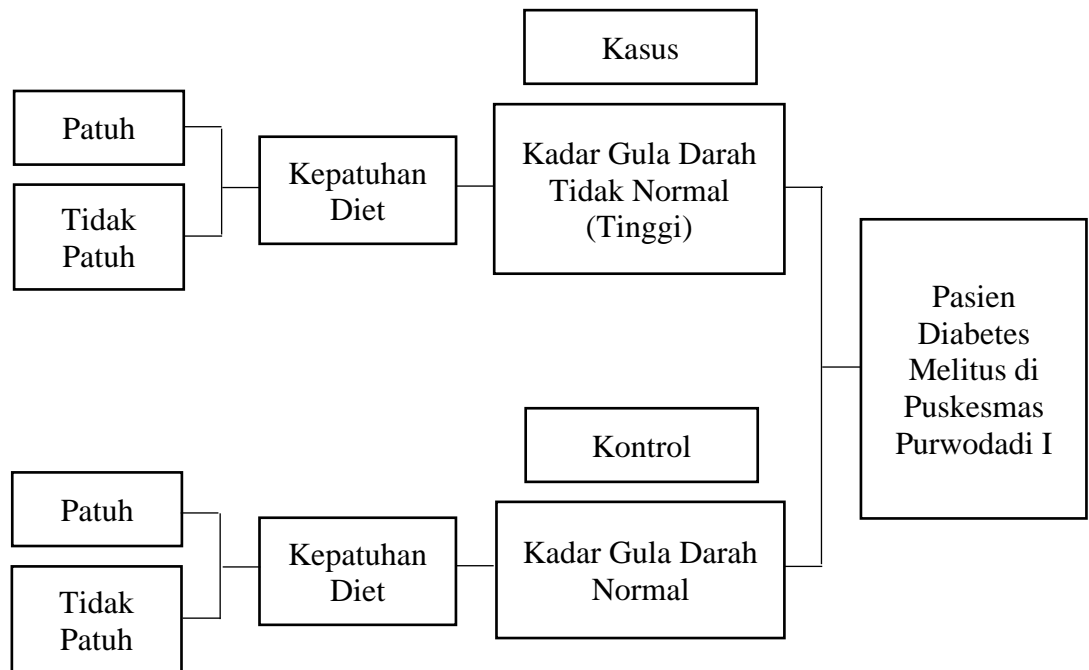 Kasus
Patuh
Tidak
Patuh
Kepatuhan
Diet
Kadar Gula Darah
Tidak Normal
(Tinggi)
Pasien
Diabetes
Melitus di
Puskesmas
Purwodadi I
Kontrol
Patuh
Tidak
Patuh
Kepatuhan
Diet
Kadar Gula Darah
Normal